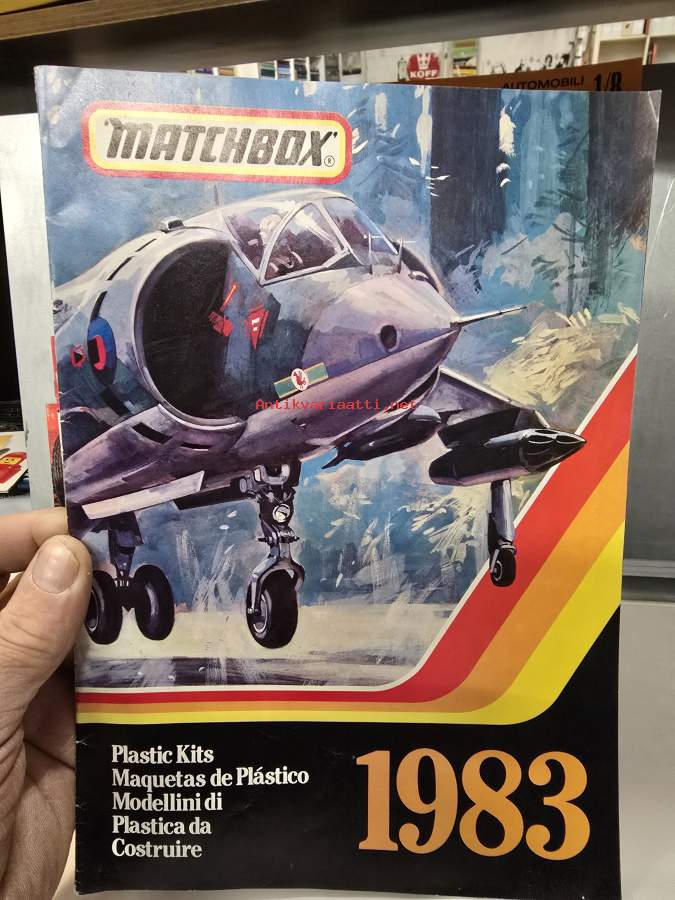 KOFF
AUTOMOBILI 1/8
MATCHBOX®
Antikvariaatti.net
Plastic Kits
Maquetas de Plástico
Modellini di
Plastica da
Costruire
1983